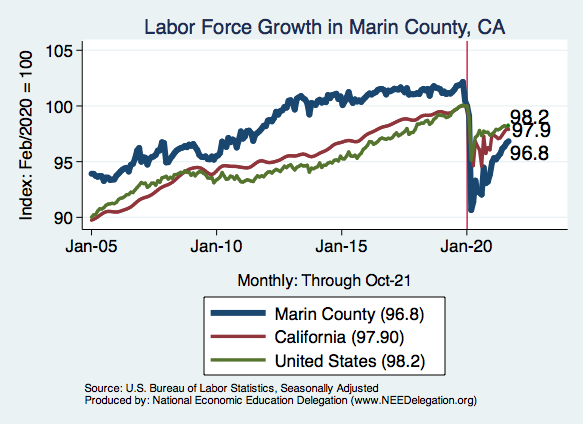 Labor Force Growth in Marin County, CA
Index: Feb/2020 = 100
105
100
95
90
98.2
97.9
96.8
Jan-05 Jan-10 Jan-15 Jan-20
Monthly: Through Oct-21
Marin County (96.8)
California (97.90)
United States (98.2)
Source: U.S. Bureau of Labor Statistics, Seasonally Adjusted
Produced by: National Economic Education Delegation (www.NEEDelegation.org)